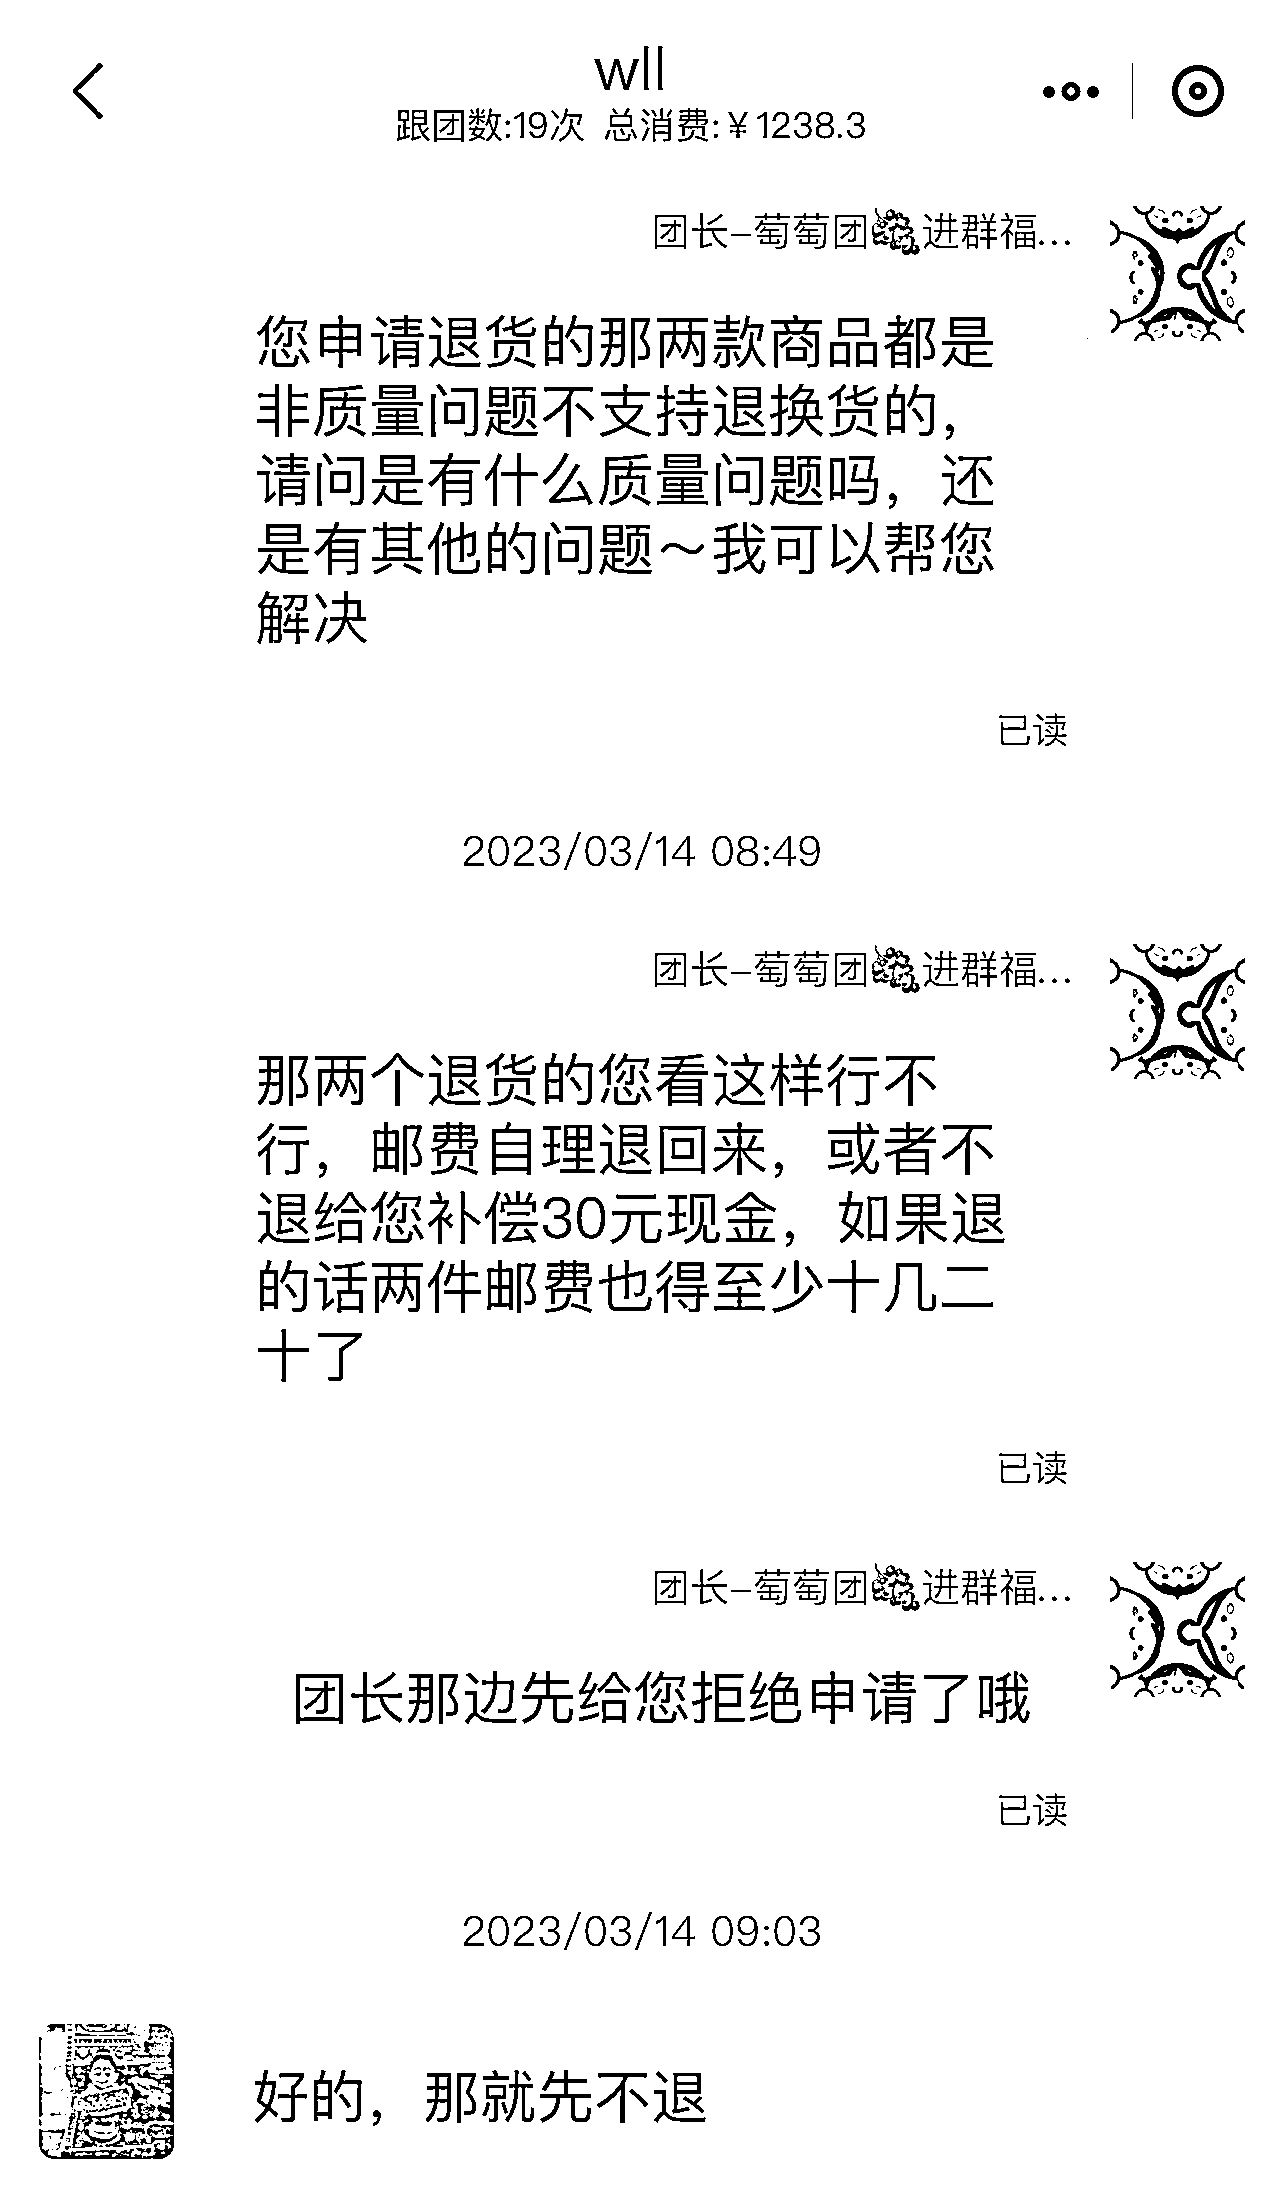 wll
跟团数:19次 总消费:￥1238.3
团长-萄萄团🍇进群福...
您申请退货的那两款商品都是
非质量问题不支持退换货的，
请问是有什么质量问题吗，还
是有其他的问题～我可以帮您
解决
已读
2023/03/14 08:49
团长-萄萄团🍇进群福...
那两个退货的您看这样行不
行，邮费自理退回来，或者不
退给您补偿30元现金，如果退
的话两件邮费也得至少十几二
十了
已读
团长-萄萄团🍇进群福...
团长那边先给您拒绝申请了哦
已读
2023/03/14 09:03
好的，那就先不退